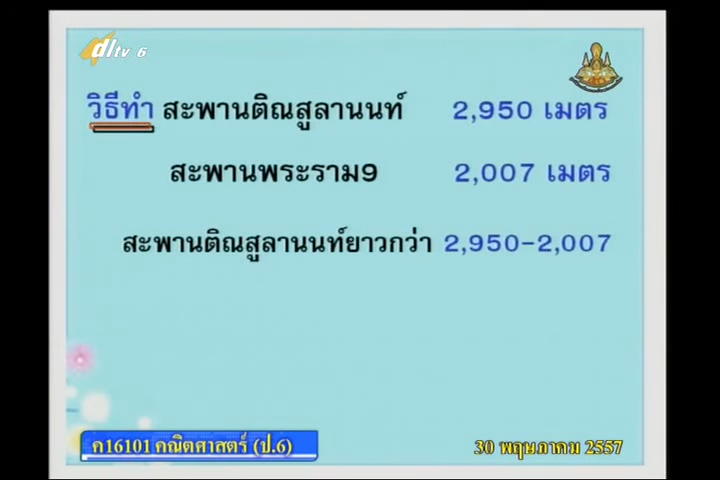 dltv 6
วิธีทำ สะพานติณสูลานนท์ 2,950 เมตร
สะพานพระราม9 2,007 เมตร
สะพานติณสูลานนท์ยาวกว่า 2,950-2,007
ค16101 คณิตศาสตร์ (ป.6)
30 พฤษภาคม 2557